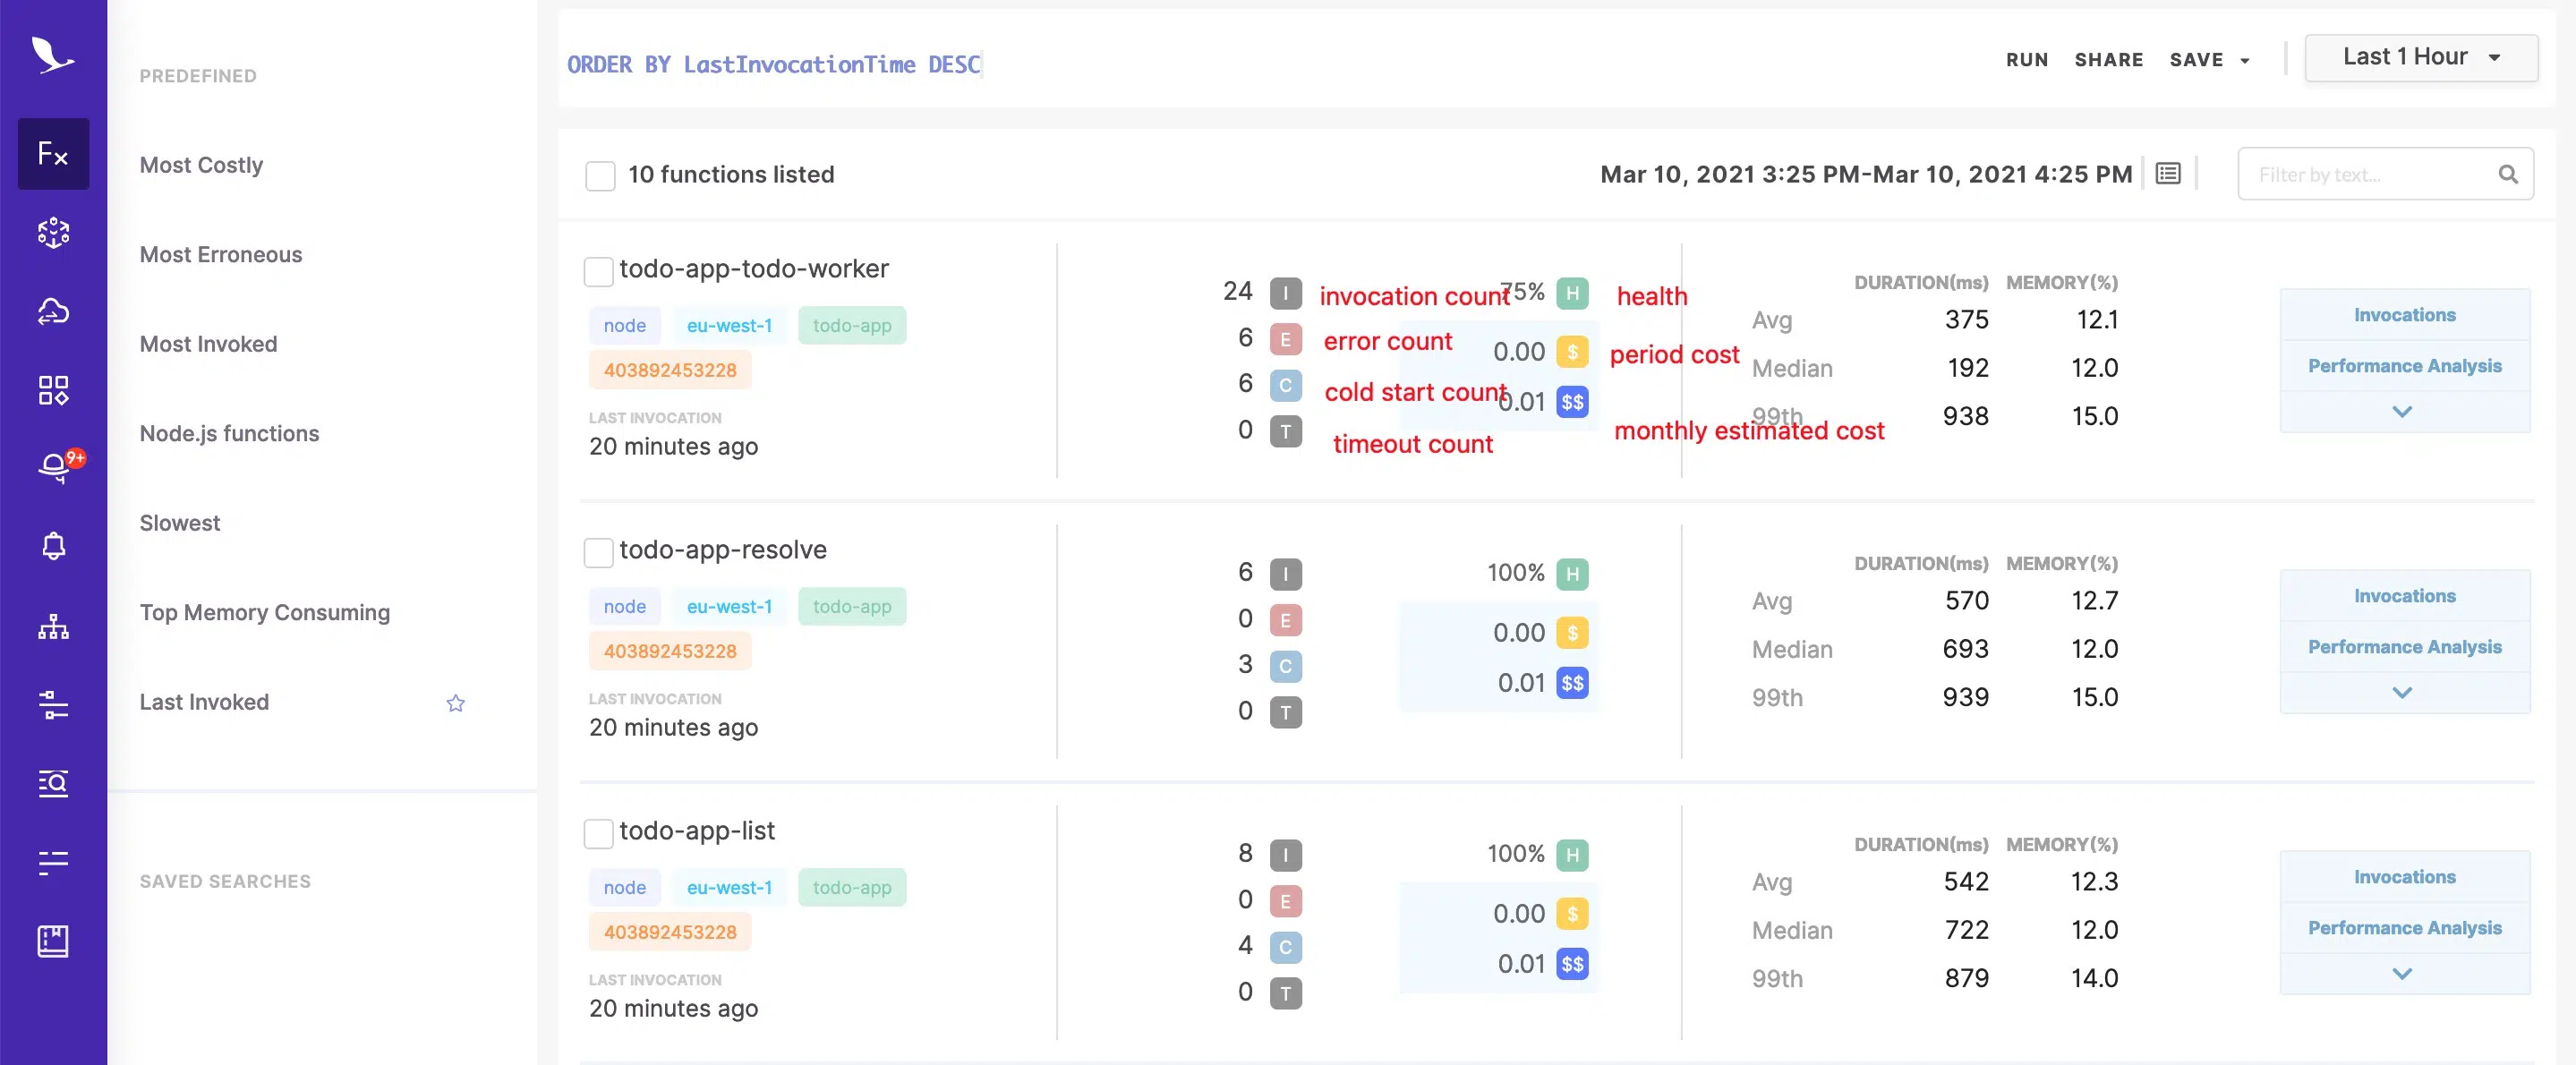 PREDEFINED
Fx
Most Costly
Most Erroneous
Most Invoked
Node.js functions
9+
Slowest
Top Memory Consuming
Last Invoked
SAVED SEARCHES
ORDER BY LastInvocationTime DESC
RUN SHARE SAVE
Last 1 Hour
10 functions listed
Mar 10, 2021 3:25 PM-Mar 10, 2021 4:25 PM
Filter by text...
todo-app-todo-worker
node eu-west-1 todo-app
403892453228
LAST INVOCATION
20 minutes ago
24 I invocation count
6 E error count
6 C cold start count
0 T timeout count
75% H health
0.00 $ period cost
0.01 $$ monthly estimated cost
DURATION(ms) MEMORY(%)
Avg 375 12.1
Median 192 12.0
99th 938 15.0
Invocations
Performance Analysis
todo-app-resolve
node eu-west-1 todo-app
403892453228
LAST INVOCATION
20 minutes ago
6 I
0 E
3 C
0 T
100% H
0.00 $
0.01 $$
DURATION(ms) MEMORY(%)
Avg 570 12.7
Median 693 12.0
99th 939 15.0
Invocations
Performance Analysis
todo-app-list
node eu-west-1 todo-app
403892453228
LAST INVOCATION
20 minutes ago
8 I
0 E
4 C
0 T
100% H
0.00 $
0.01 $$
DURATION(ms) MEMORY(%)
Avg 542 12.3
Median 722 12.0
99th 879 14.0
Invocations
Performance Analysis